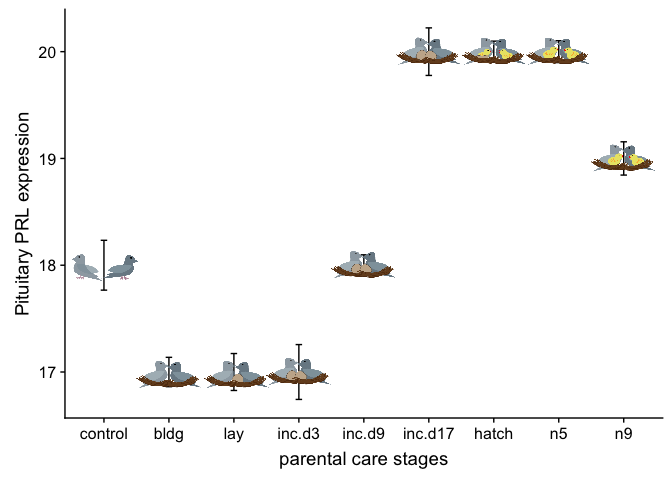 Pituitary PRL expression
20
19
18
17
control bldg lay inc.d3 inc.d9 inc.d17 hatch n5 n9
parental care stages